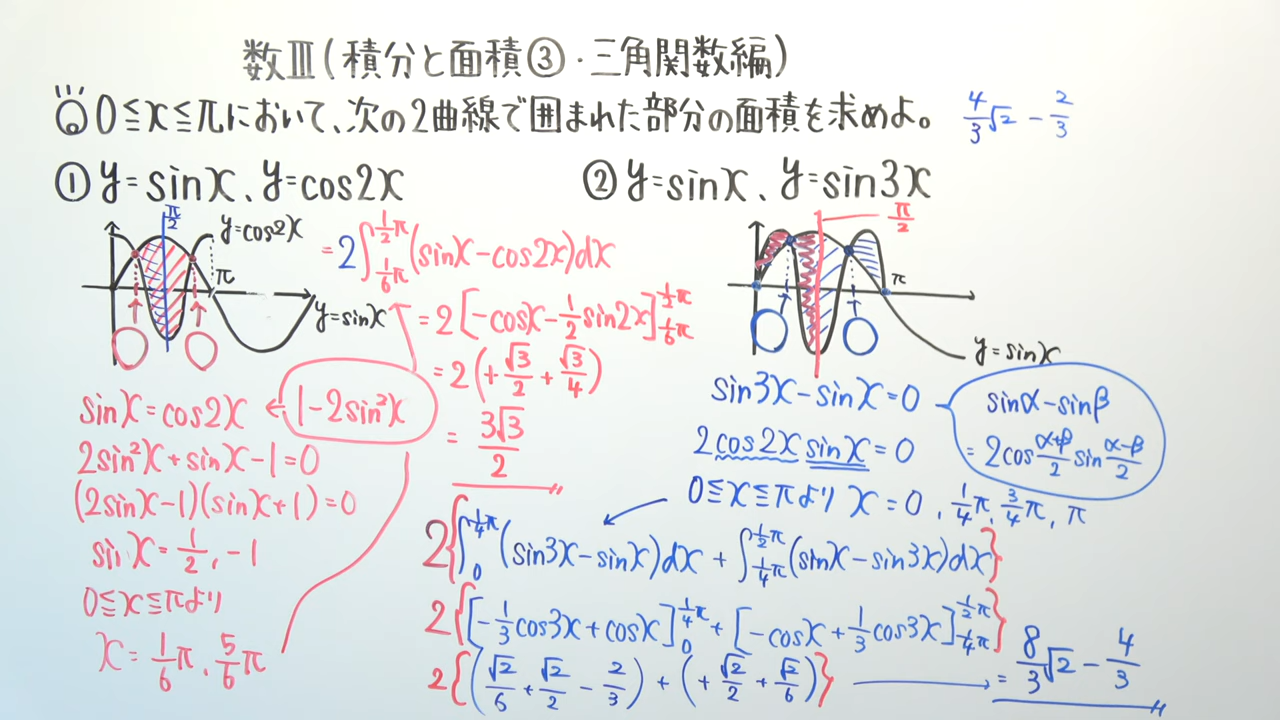 数Ⅲ(積分と面積③・三角関数編)
0≦x≦πにおいて、次の2曲線で囲まれた部分の面積を求めよ。 4/3√2 − 2/3
① y=sinx、y=cos2x
π/2
y=cos2x
π
y=sinx
= 2∫_{1/6π}^{1/2π}(sinx−cos2x)dx
= 2[−cosx−1/2sin2x]_{1/6π}^{1/2π}
= 2(+√3/2+√3/4)
= 3√3/2
sinx=cos2x ← 1−2sin²x
2sin²x+sinx−1=0
(2sinx−1)(sinx+1)=0
sinx=1/2,−1
0≦x≦πより
x=1/6π、5/6π
② y=sinx、y=sin3x
π/2
π
y=sinx
sin3x−sinx=0
sinα−sinβ
=2cos(α+β)/2 sin(α−β)/2
2cos2x sinx=0
0≦x≦πより x=0,1/4π,3/4π,π
2{∫_0^{1/4π}(sin3x−sinx)dx+∫_{1/4π}^{1/2π}(sinx−sin3x)dx}
2{[−1/3cos3x+cosx]_0^{1/4π}+[−cosx+1/3cos3x]_{1/4π}^{1/2π}}
2{(√2/6+√2/2−2/3)+(+√2/2+√2/6)} → = 8/3√2−4/3